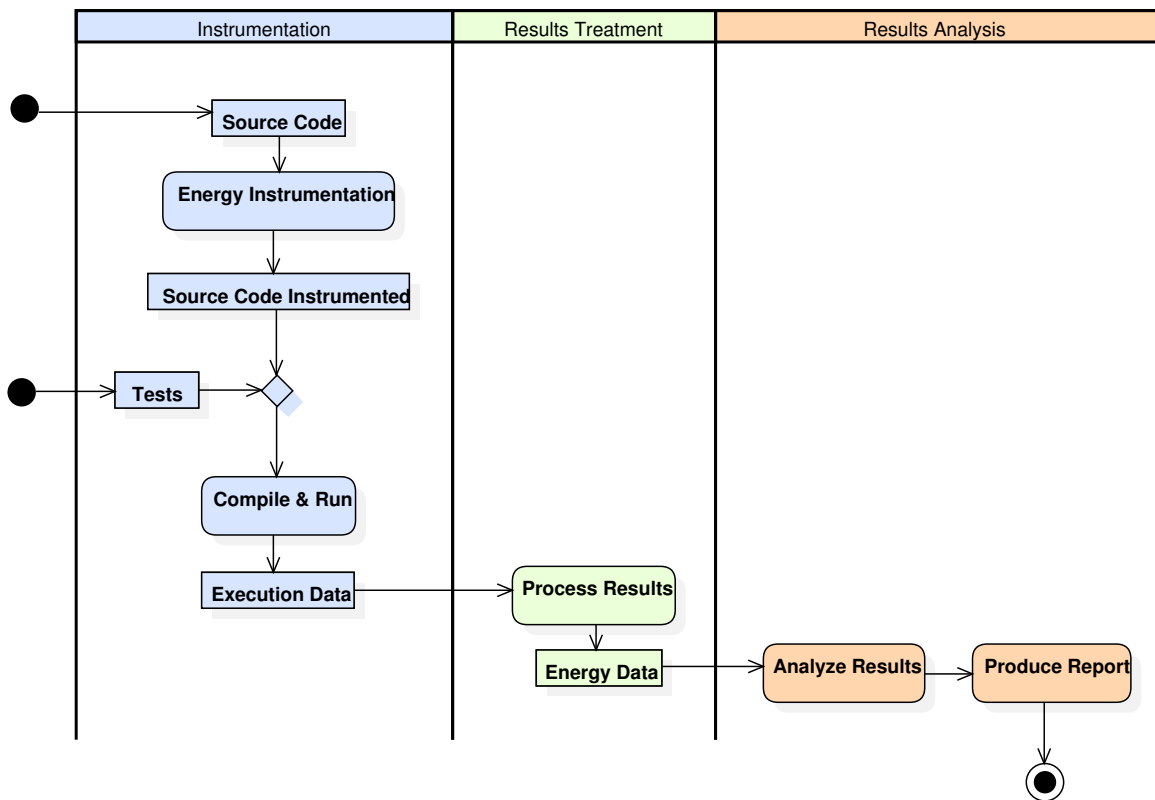 Instrumentation
Results Treatment
Results Analysis
Source Code
Energy Instrumentation
Source Code Instrumented
Tests
Compile & Run
Execution Data
Process Results
Energy Data
Analyze Results
Produce Report